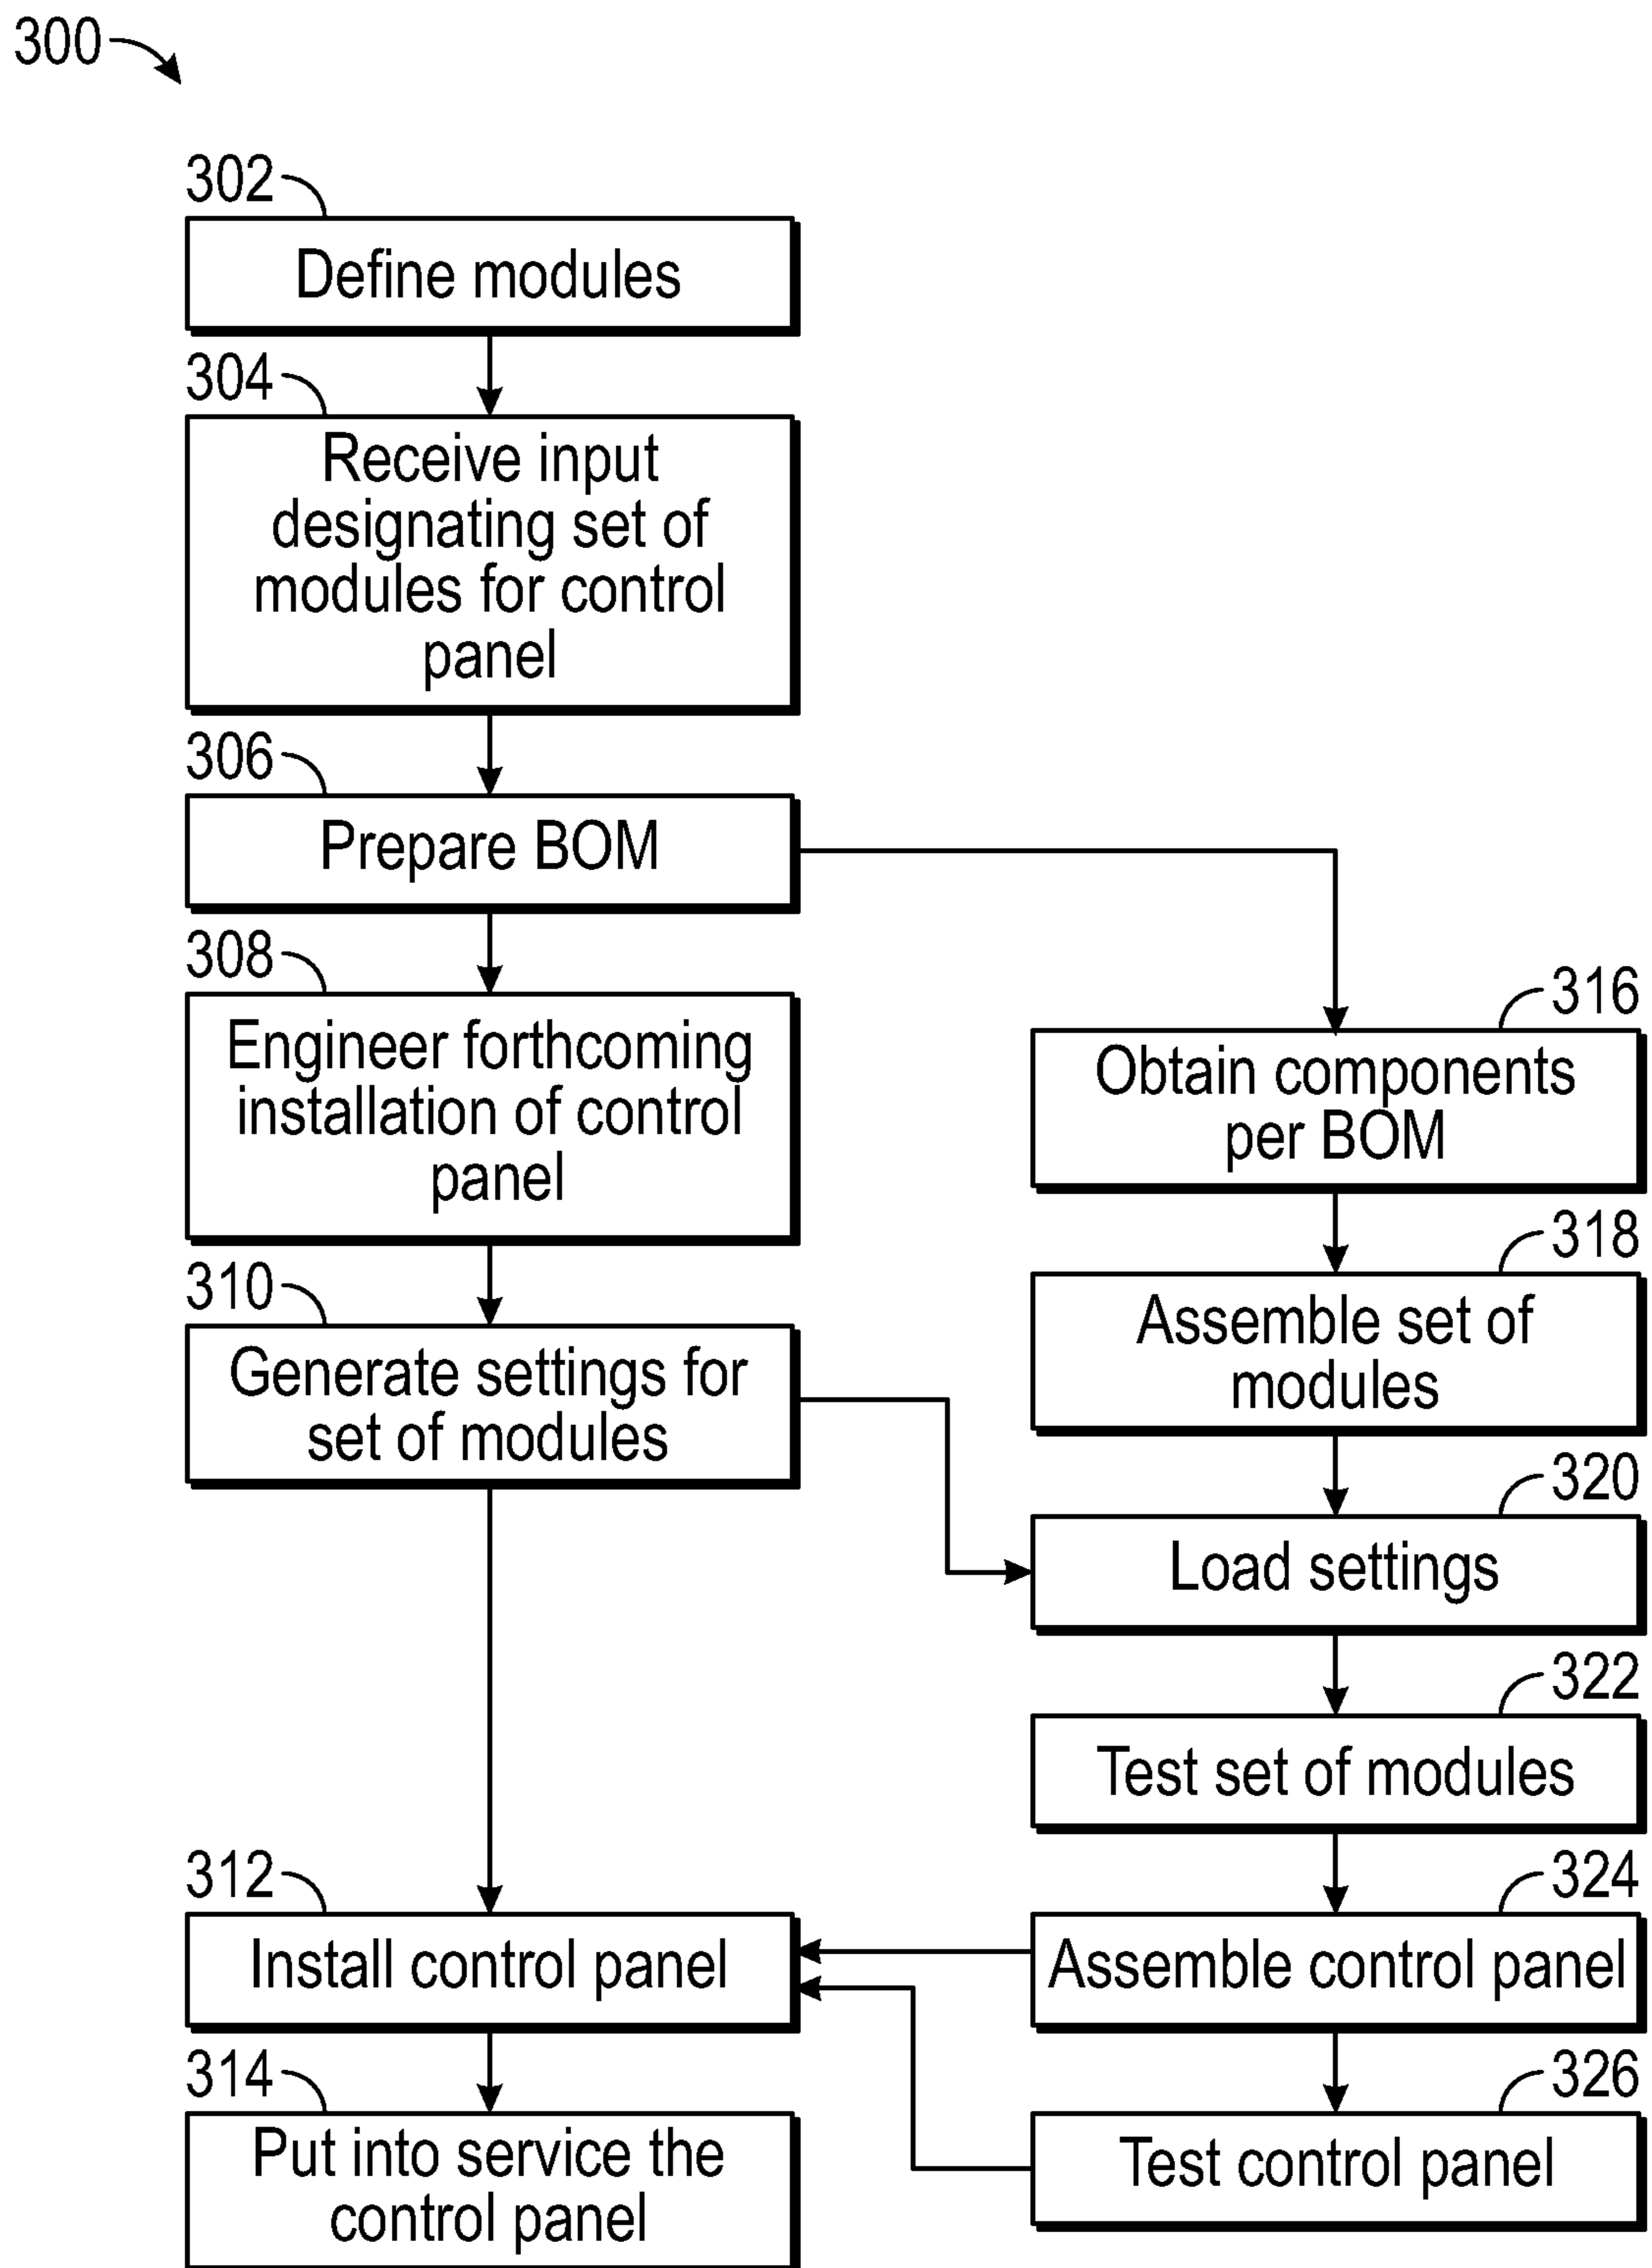 300
302
Define modules
304
Receive input
designating set of
modules for control
panel
306
Prepare BOM
308
Engineer forthcoming
installation of control
panel
310
Generate settings for
set of modules
312
Install control panel
314
Put into service the
control panel
316
Obtain components
per BOM
318
Assemble set of
modules
320
Load settings
322
Test set of modules
324
Assemble control panel
326
Test control panel